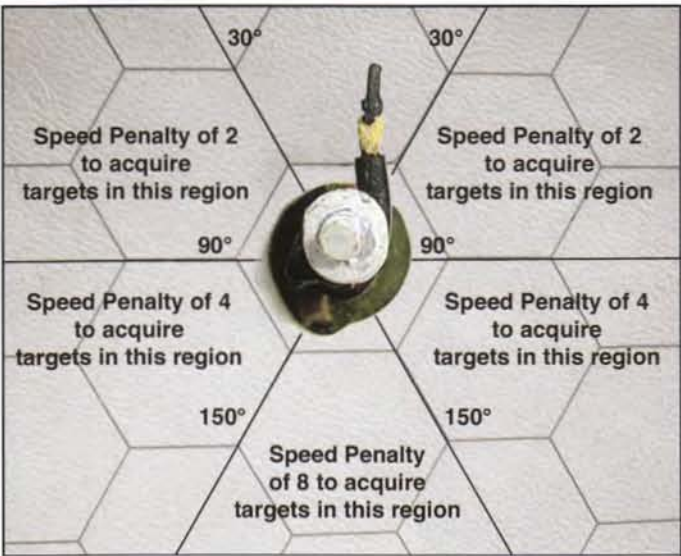 30°
30°
Speed Penalty of 2
to acquire
targets in this region
Speed Penalty of 2
to acquire
targets in this region
90°
90°
Speed Penalty of 4
to acquire
targets in this region
Speed Penalty of 4
to acquire
targets in this region
150°
150°
Speed Penalty
of 8 to acquire
targets in this region